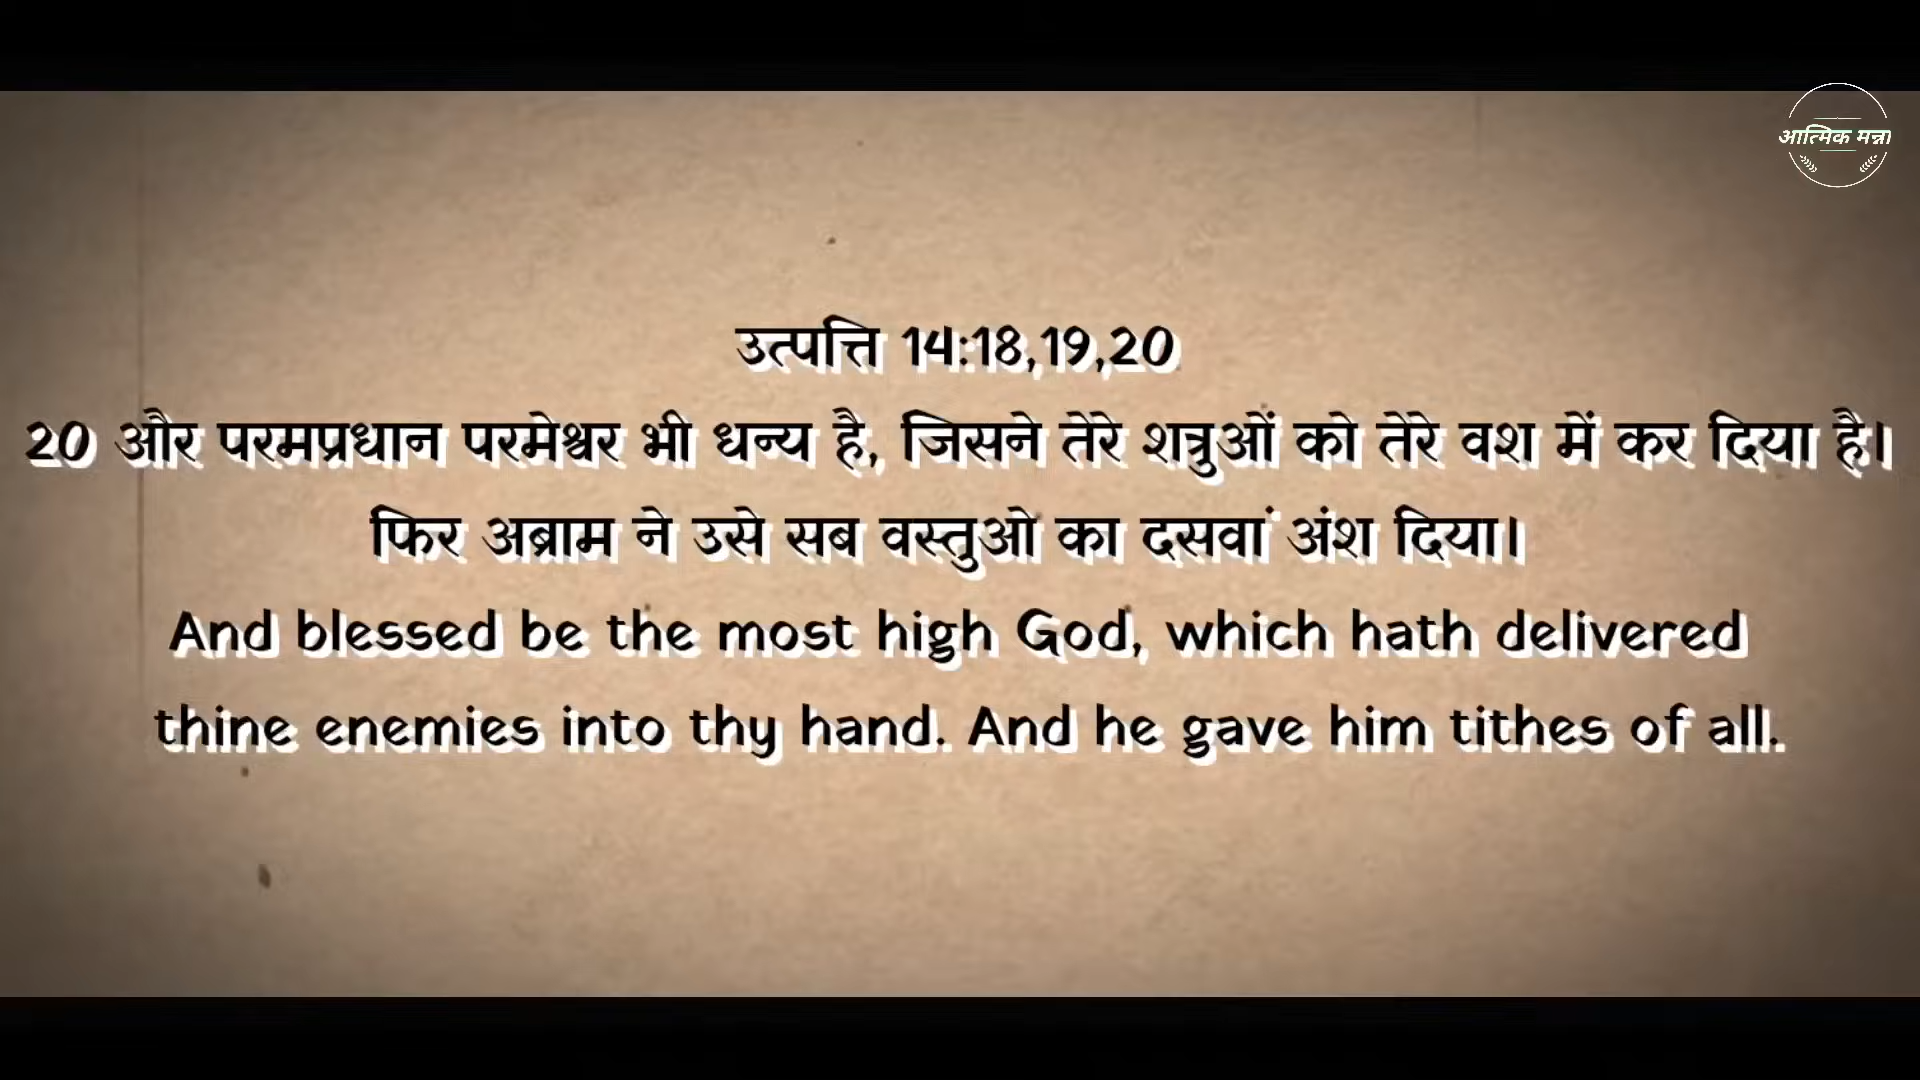 आत्मिक मन्ना
उत्पत्ति 14:18,19,20
20 और परमप्रधान परमेश्वर भी धन्य है, जिसने तेरे शत्रुओं को तेरे वश में कर दिया है।
फिर अब्राम ने उसे सब वस्तुओ का दसवां अंश दिया।
And blessed be the most high God, which hath delivered
thine enemies into thy hand. And he gave him tithes of all.